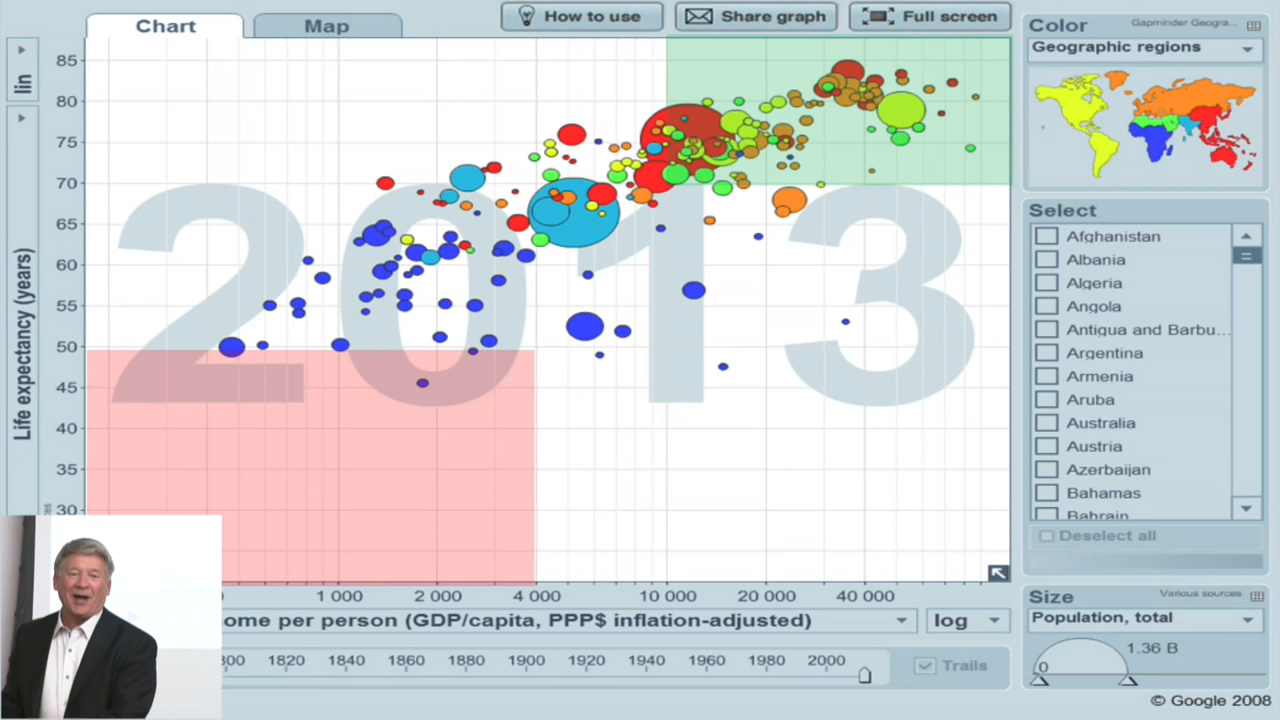 Chart
Map
How to use
Share graph
Full screen
Color
Gapminder Geogra...
Geographic regions
lin
Life expectancy (years)
85
80
75
70
65
60
55
50
45
40
35
30
2013
Select
Afghanistan
Albania
Algeria
Angola
Antigua and Barbu...
Argentina
Armenia
Aruba
Australia
Austria
Azerbaijan
Bahamas
Bahrain
Deselect all
1 000
2 000
4 000
10 000
20 000
40 000
ome per person (GDP/capita, PPP$ inflation-adjusted)
log
Size
Various sources
Population, total
1.36 B
0
300 1820 1840 1860 1880 1900 1920 1940 1960 1980 2000
Trails
© Google 2008